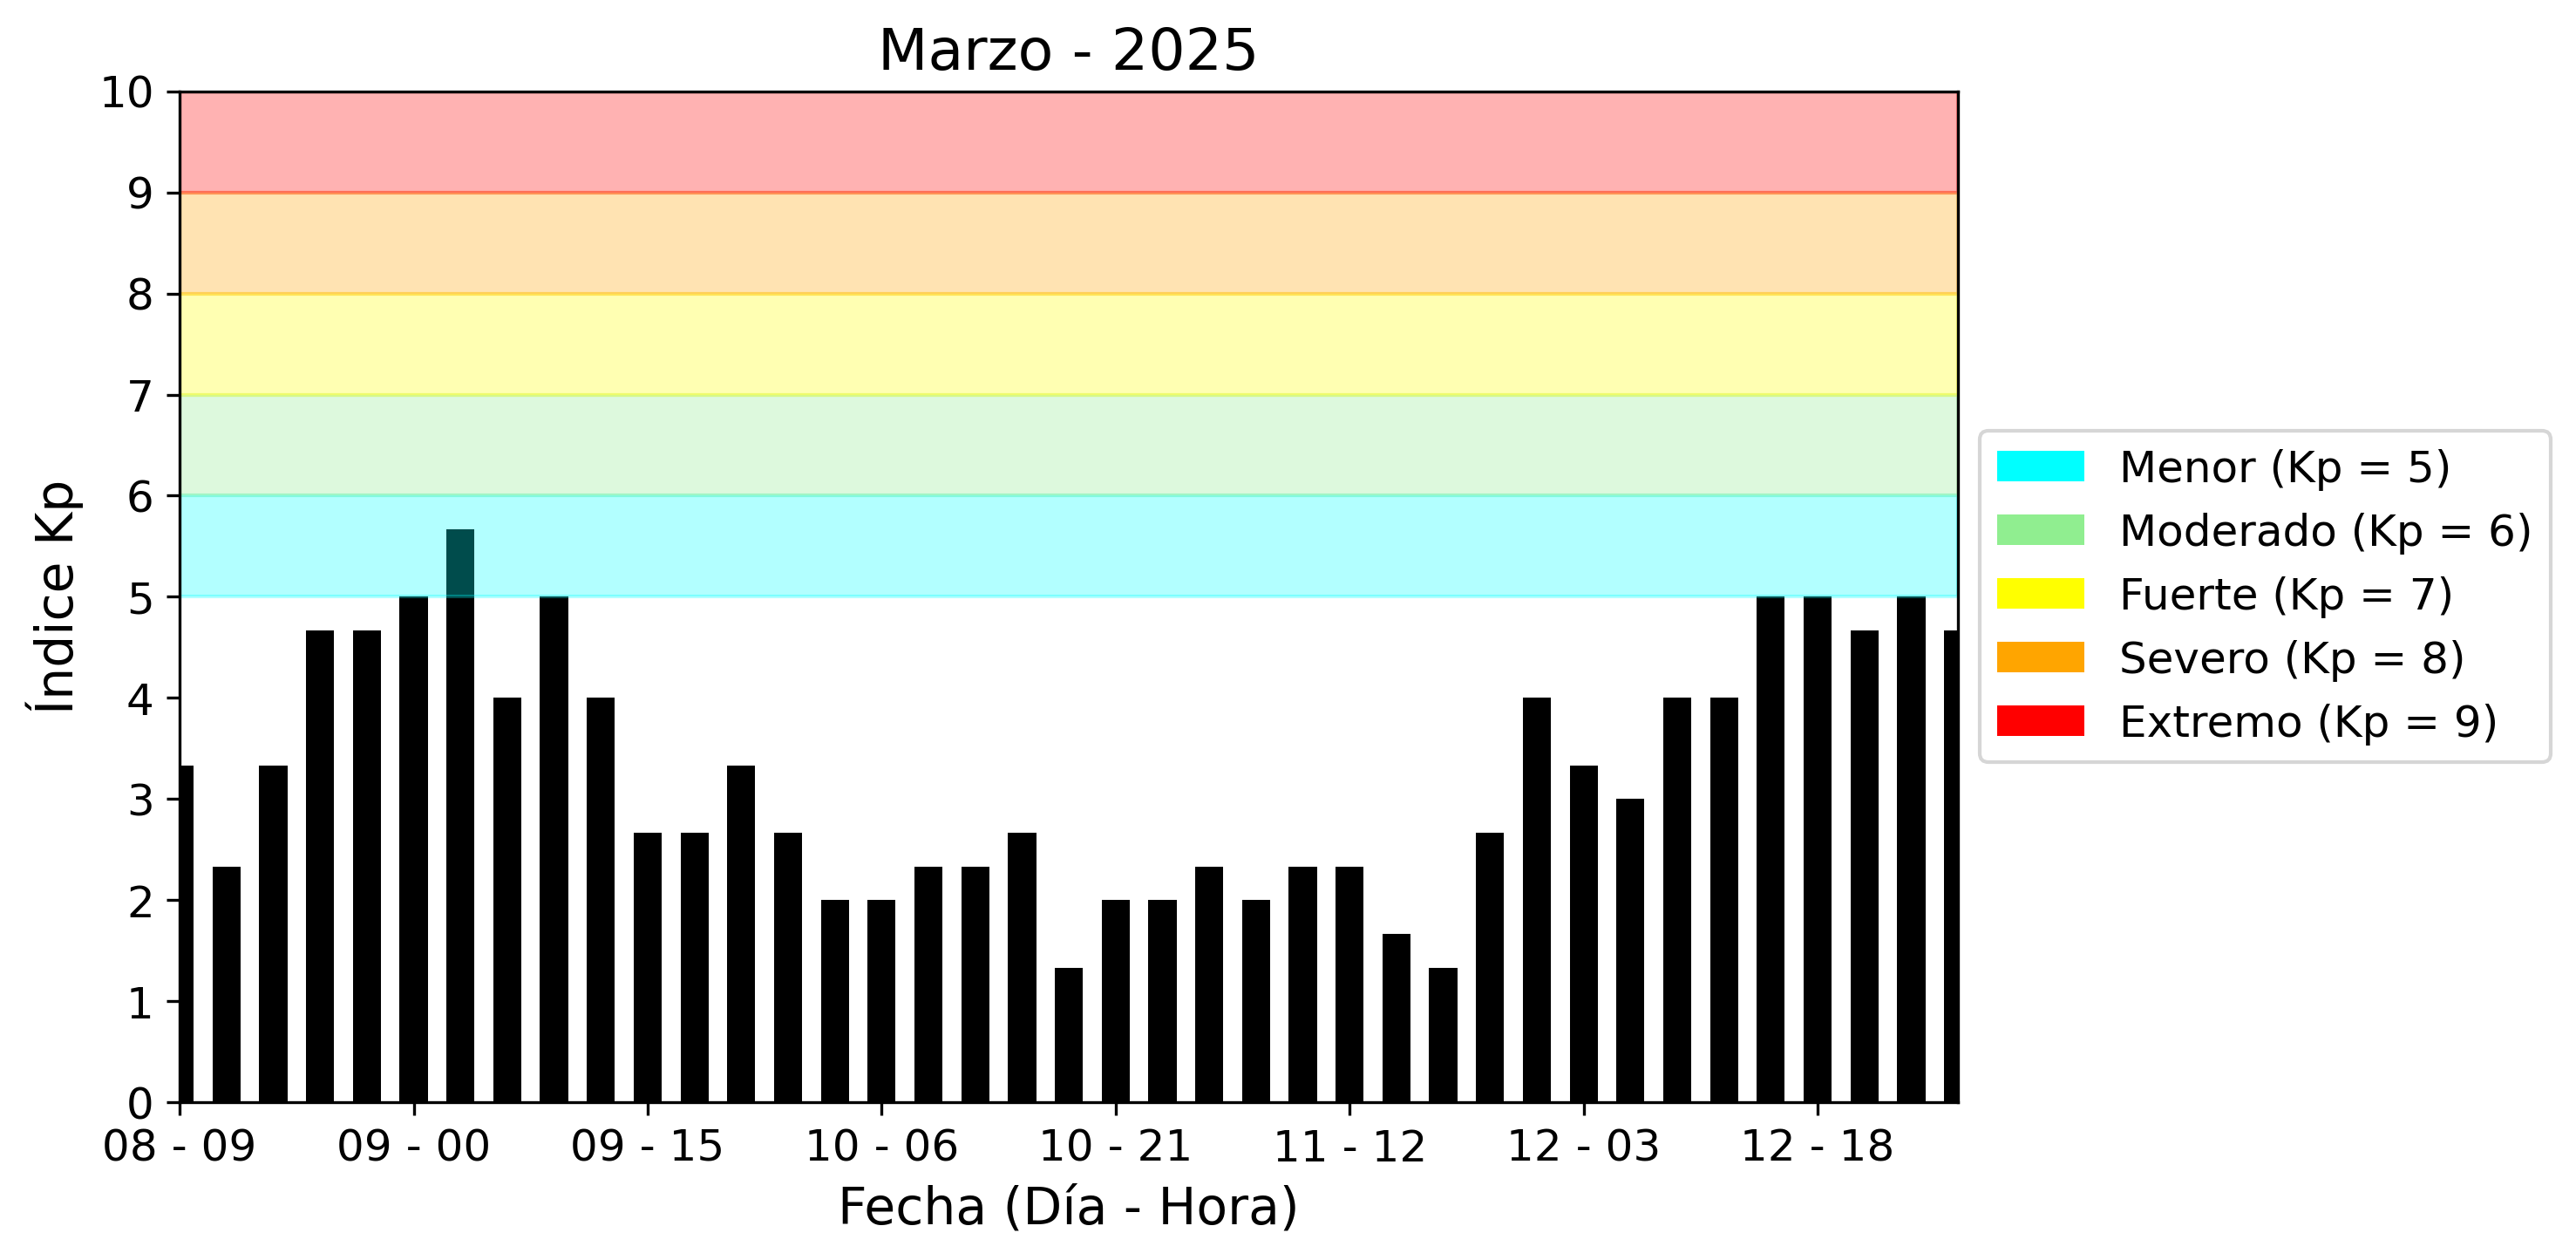 Marzo - 2025
10
9
8
7
6
5
4
3
2
1
0
Índice Kp
08 - 09 09 - 00 09 - 15 10 - 06 10 - 21 11 - 12 12 - 03 12 - 18
Fecha (Día - Hora)
Menor (Kp = 5)
Moderado (Kp = 6)
Fuerte (Kp = 7)
Severo (Kp = 8)
Extremo (Kp = 9)